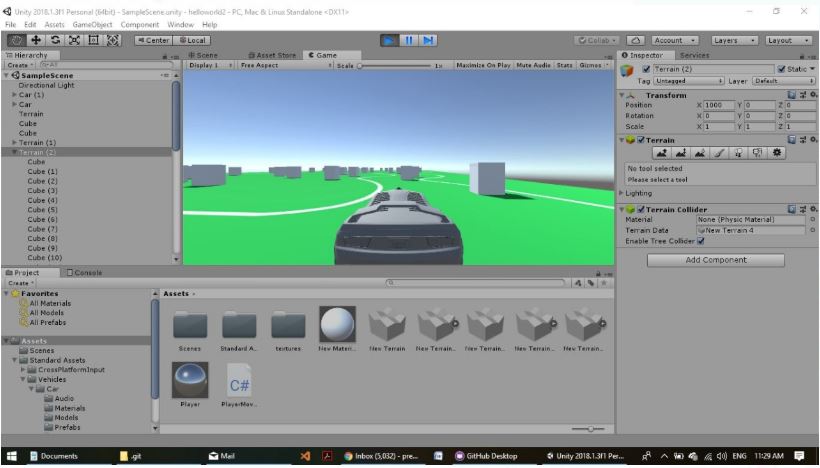 Unity 2018.1.3f1 Personal (64bit) - SampleScene.unity - helloworld2 - PC, Mac & Linux Standalone <DX11>
File Edit Assets GameObject Component Window Help
Center Local Collab Account Layers Layout
Hierarchy
Create All
SampleScene
Directional Light
Car (1)
Car
Terrain
Cube
Cube
Terrain (1)
Terrain (2)
Cube
Cube (1)
Cube (2)
Cube (3)
Cube (4)
Cube (5)
Cube (6)
Cube (7)
Cube (8)
Cube (9)
Cube (10)
Scene Asset Store Game
Display 1 Free Aspect Scale 1x Maximize On Play Mute Audio Stats Gizmos
Inspector Services
Terrain (2) Static
Tag Untagged Layer Default
Transform
Position X 1000 Y 0 Z 0
Rotation X 0 Y 0 Z 0
Scale X 1 Y 1 Z 1
Terrain
No tool selected
Please select a tool
Lighting
Terrain Collider
Material None (Physic Material)
Terrain Data New Terrain 4
Enable Tree Collider
Add Component
Project Console
Create
Favorites
All Materials
All Models
All Prefabs
Assets
Scenes
Standard Assets
CrossPlatformInput
Vehicles
Car
Audio
Materials
Models
Prefabs
Assets
Scenes Standard A... textures New Materi... New Terrain New Terrain... New Terrain... New Terrain... New Terrain...
C#
Player PlayerMov...
Documents .git Mail Inbox (5,032) - pre... GitHub Desktop Unity 2018.1.3f1 Per... ENG 11:29 AM